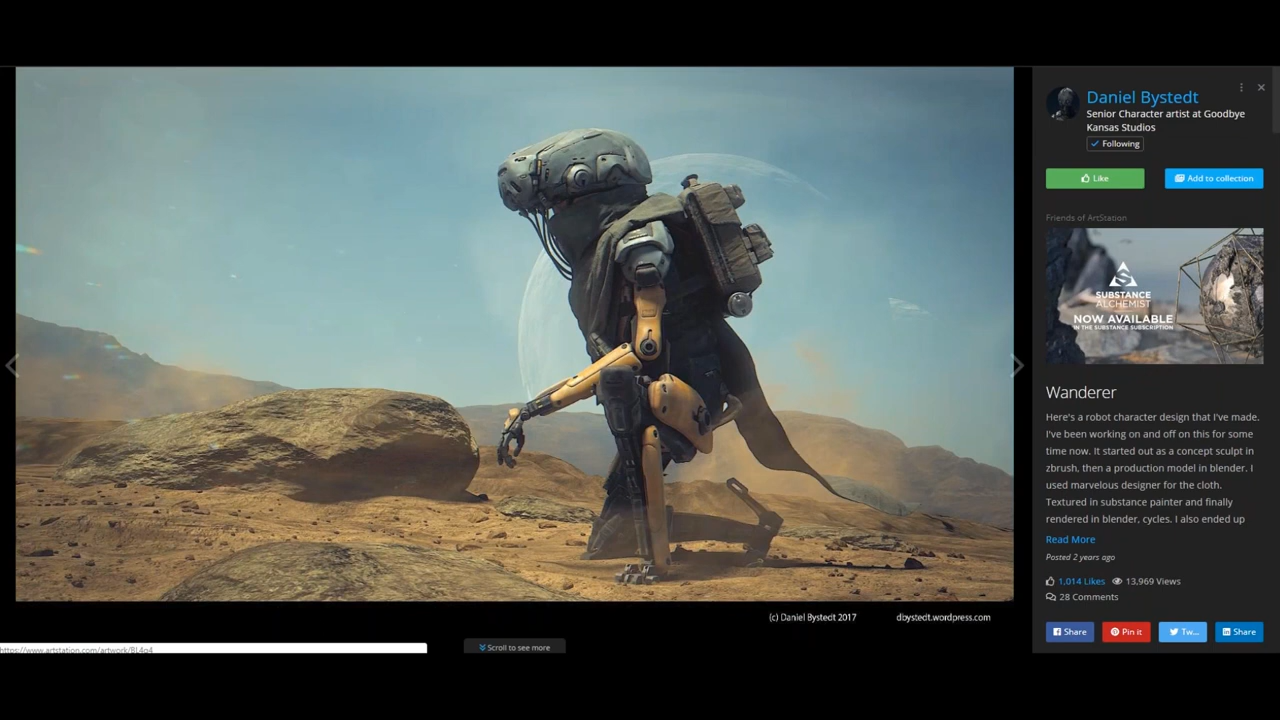 Daniel Bystedt
Senior Character artist at Goodbye
Kansas Studios
Following
Like
Add to collection
Friends of ArtStation
SUBSTANCE
ALCHEMIST
NOW AVAILABLE
IN THE SUBSTANCE SUBSCRIPTION
Wanderer
Here's a robot character design that I've made.
I've been working on and off on this for some
time now. It started out as a concept sculpt in
zbrush, then a production model in blender. I
used marvelous designer for the cloth.
Textured in substance painter and finally
rendered in blender, cycles. I also ended up
Read More
Posted 2 years ago
1,014 Likes 13,969 Views
28 Comments
Share Pin it Tw... Share
(c) Daniel Bystedt 2017 dbystedt.wordpress.com
Scroll to see more